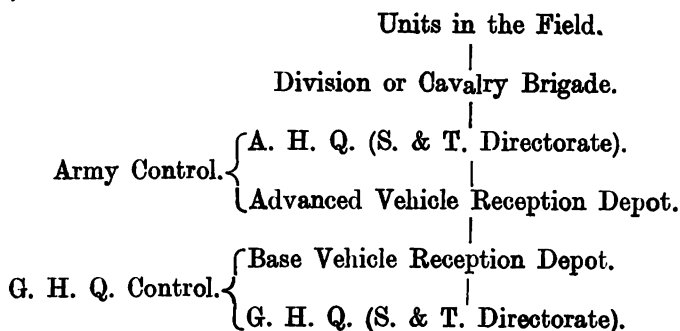 Units in the Field.
Division or Cavalry Brigade.
A. H. Q. (S. & T. Directorate).
Army Control.
Advanced Vehicle Reception Depot.
Base Vehicle Reception Depot.
G. H. Q. Control.
G. H. Q. (S. & T. Directorate).